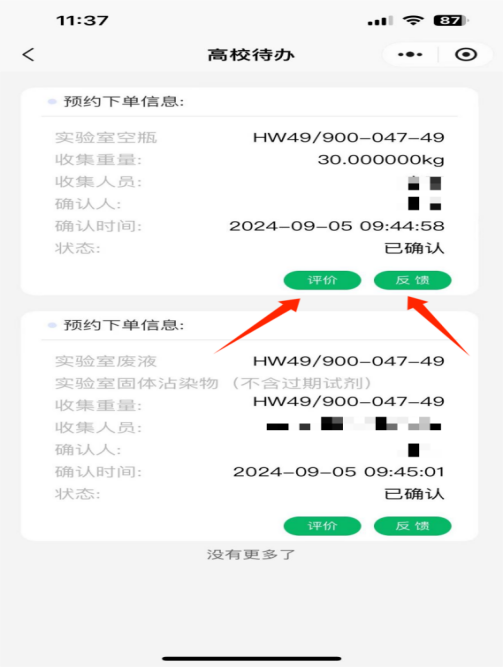 11:37
87
高校待办
预约下单信息:
实验室空瓶 HW49/900-047-49
收集重量: 30.000000kg
收集人员:
确认人:
确认时间: 2024-09-05 09:44:58
状态: 已确认
评价 反馈
预约下单信息:
实验室废液 HW49/900-047-49
实验室固体沾染物（不含过期试剂）
收集重量: HW49/900-047-49
收集人员:
确认人:
确认时间: 2024-09-05 09:45:01
状态: 已确认
评价 反馈
没有更多了